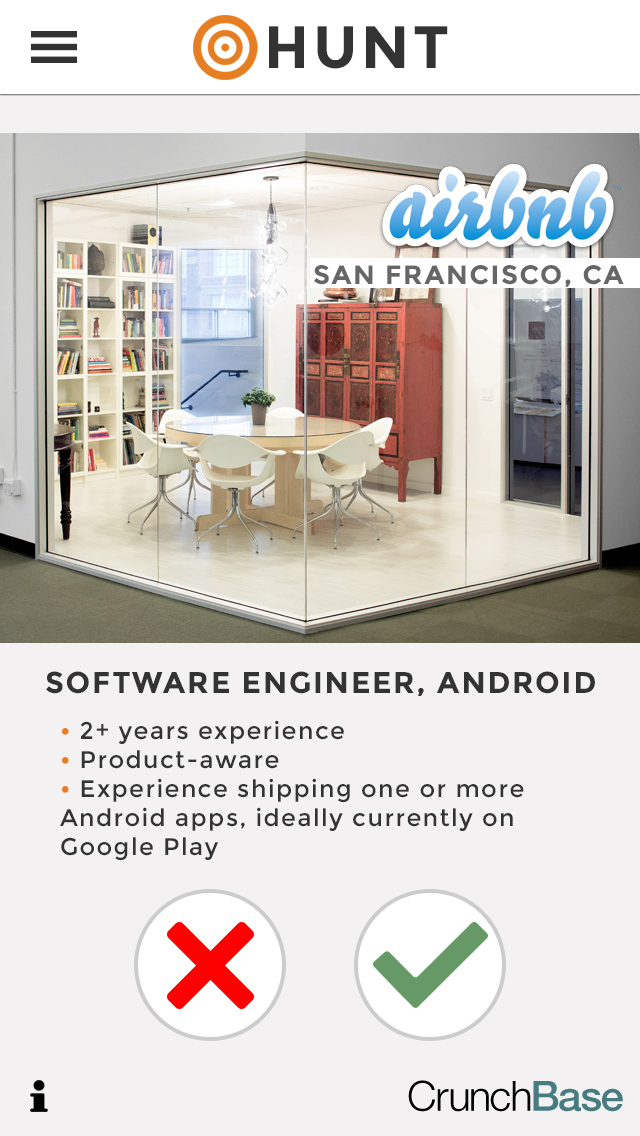 HUNT
airbnb
SAN FRANCISCO, CA
SOFTWARE ENGINEER, ANDROID
• 2+ years experience
• Product-aware
• Experience shipping one or more
Android apps, ideally currently on
Google Play
CrunchBase